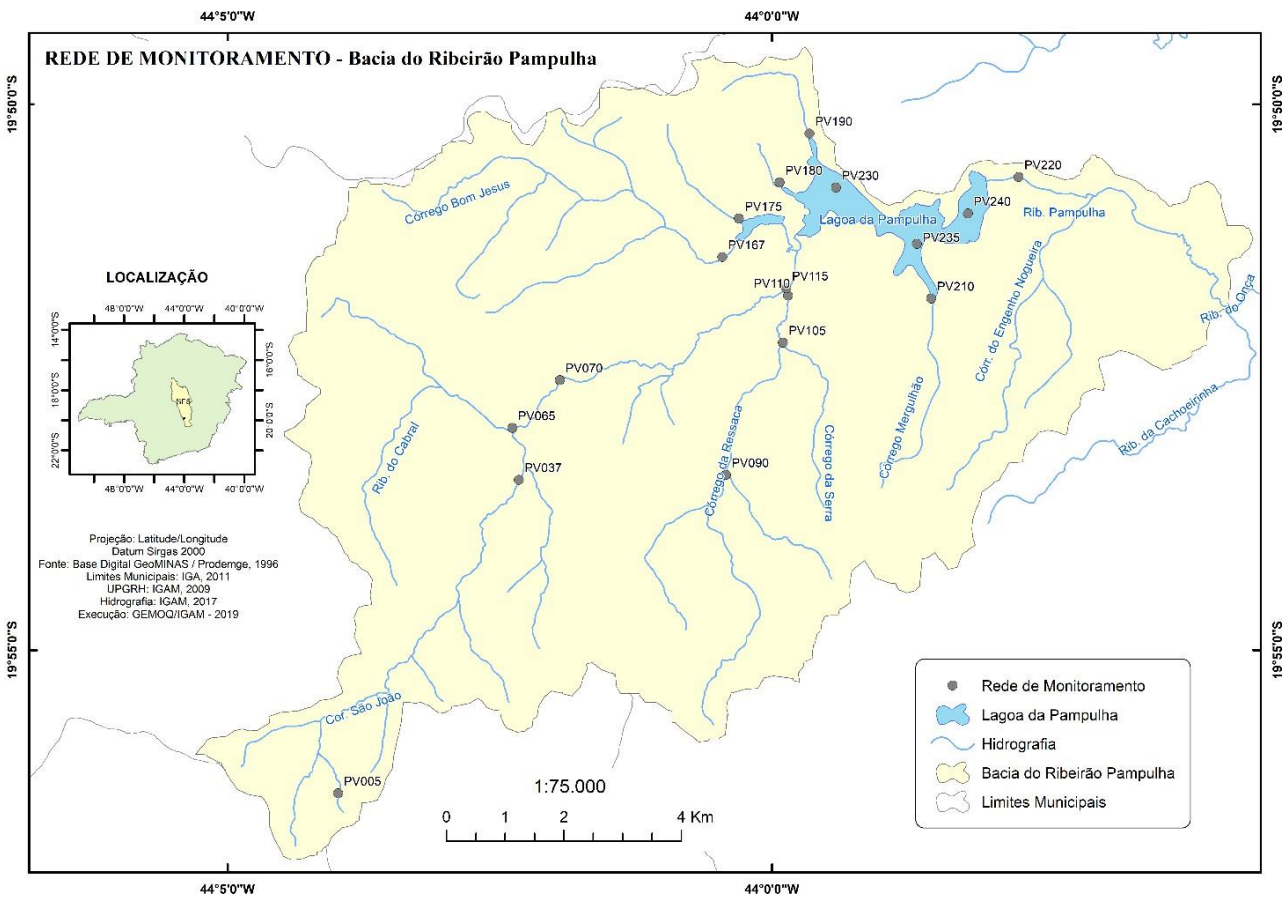 44°5'0"W
44°0'0"W
REDE DE MONITORAMENTO - Bacia do Ribeirão Pampulha
19°50'0"S
19°50'0"S
PV190
PV180
PV230
PV220
Córrego Bom Jesus
PV175
Lagoa da Pampulha
PV240
Rib. Pampulha
PV235
PV167
LOCALIZAÇÃO
PV115
PV110
PV210
Córr. do Engenho Nogueira
Rib. do Onça
48°0'0"W 44°0'0"W 40°0'0"W
PV105
14°0'0"S
16°0'0"S
18°0'0"S
20°0'0"S
22°0'0"S
SF5
48°0'0"W 44°0'0"W 40°0'0"W
PV070
PV065
Rib. do Cabral
PV037
Córrego da Ressaca
PV090
Córrego da Serra
Córrego Mergulhão
Rib. da Cachoeirinha
Projeção: Latitude/Longitude
Datum Sirgas 2000
Fonte: Base Digital GeoMINAS / Prodemge, 1996
Limites Municipais: IGA, 2011
UPGRH: IGAM, 2009
Hidrografia: IGAM, 2017
Execução: GEMOQ/IGAM - 2019
19°55'0"S
19°55'0"S
Cor. São João
PV005
1:75.000
0 1 2 4 Km
Rede de Monitoramento
Lagoa da Pampulha
Hidrografia
Bacia do Ribeirão Pampulha
Limites Municipais
44°5'0"W
44°0'0"W